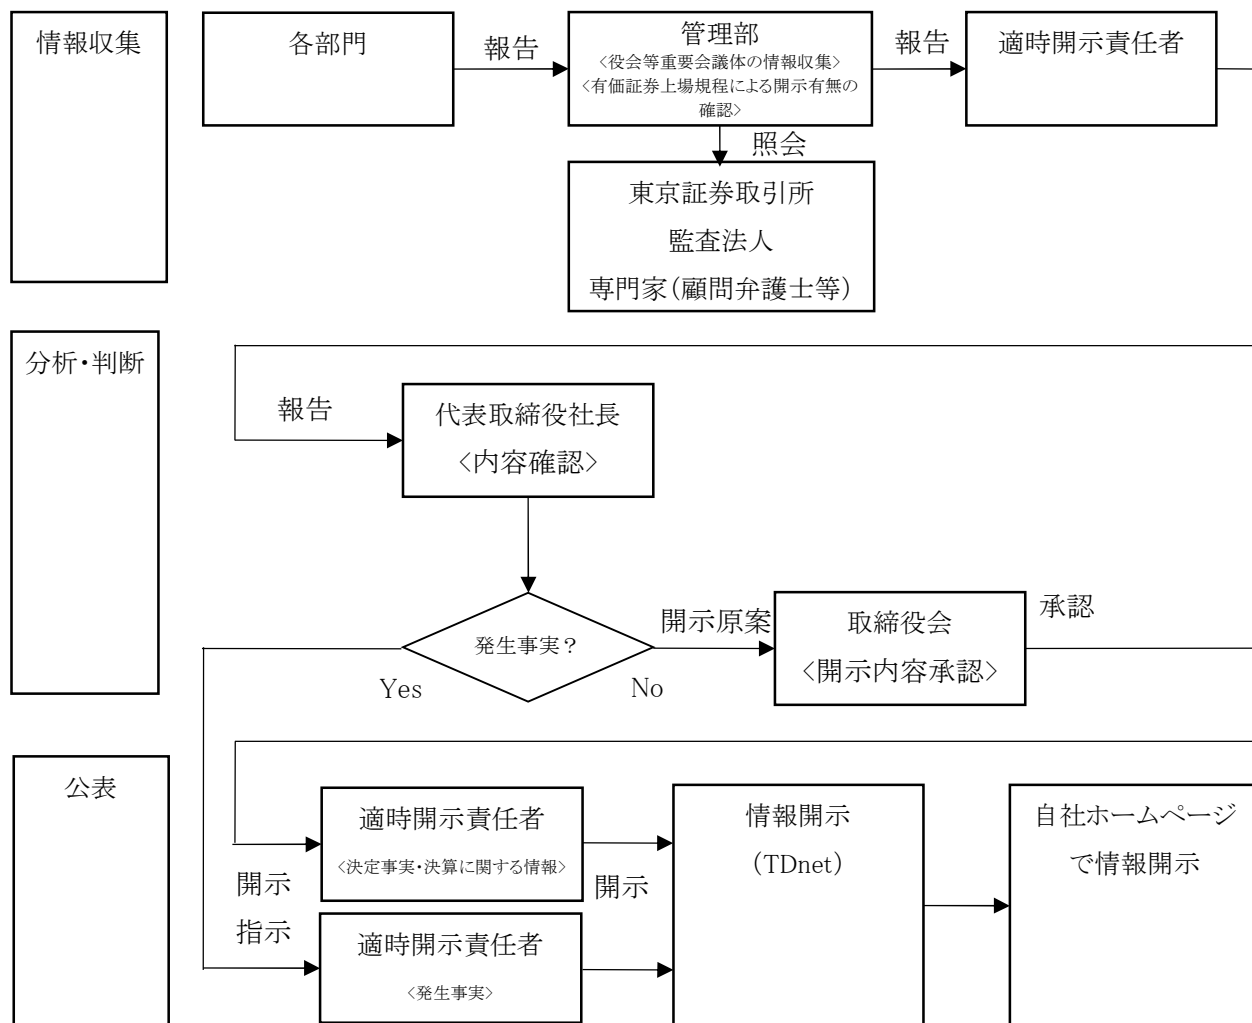 情報収集
各部門
報告
管理部
<役会等重要会議体の情報収集>
<有価証券上場規程による開示有無の
確認>
報告
適時開示責任者
照会
東京証券取引所
監査法人
専門家(顧問弁護士等)
分析・判断
報告
代表取締役社長
<内容確認>
発生事実?
Yes
No
開示原案
取締役会
<開示内容承認>
承認
公表
開示
指示
適時開示責任者
<決定事実・決算に関する情報>
適時開示責任者
<発生事実>
開示
情報開示
(TDnet)
自社ホームページ
で情報開示